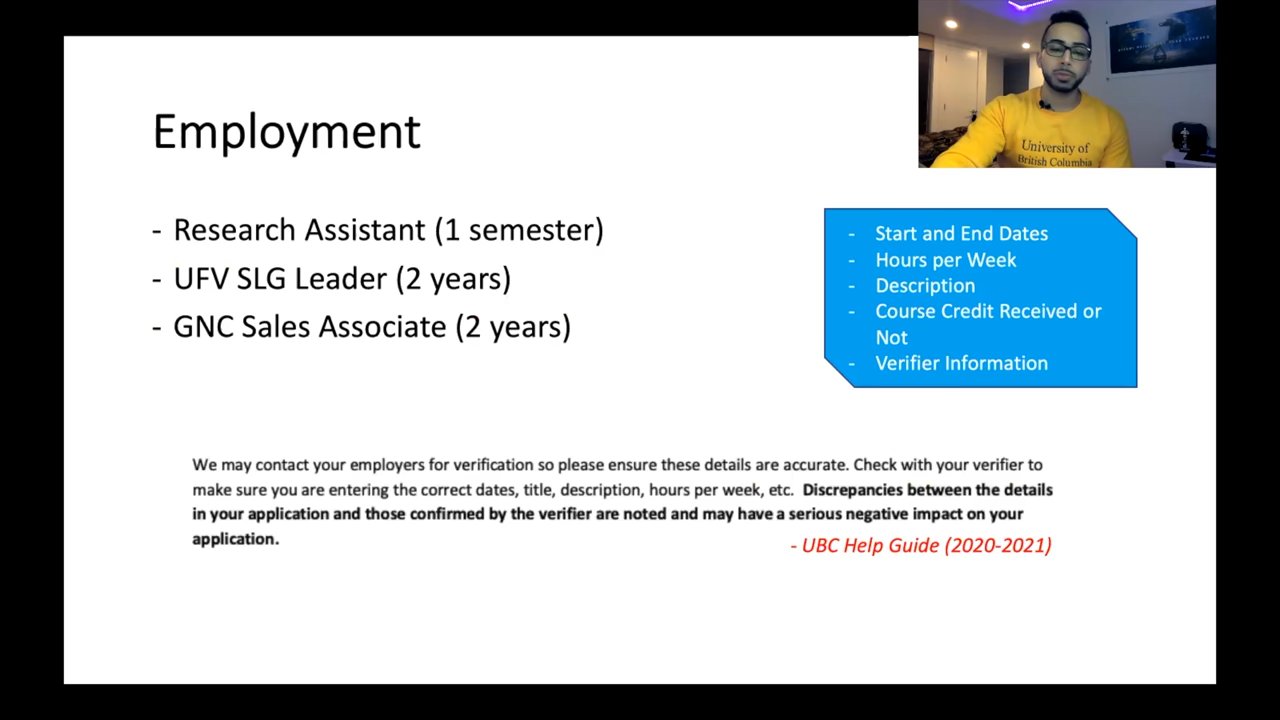 Employment
- Research Assistant (1 semester)
- UFV SLG Leader (2 years)
- GNC Sales Associate (2 years)
University of
British Columbia
- Start and End Dates
- Hours per Week
- Description
- Course Credit Received or
Not
- Verifier Information
We may contact your employers for verification so please ensure these details are accurate. Check with your verifier to
make sure you are entering the correct dates, title, description, hours per week, etc. Discrepancies between the details
in your application and those confirmed by the verifier are noted and may have a serious negative impact on your
application.
- UBC Help Guide (2020-2021)